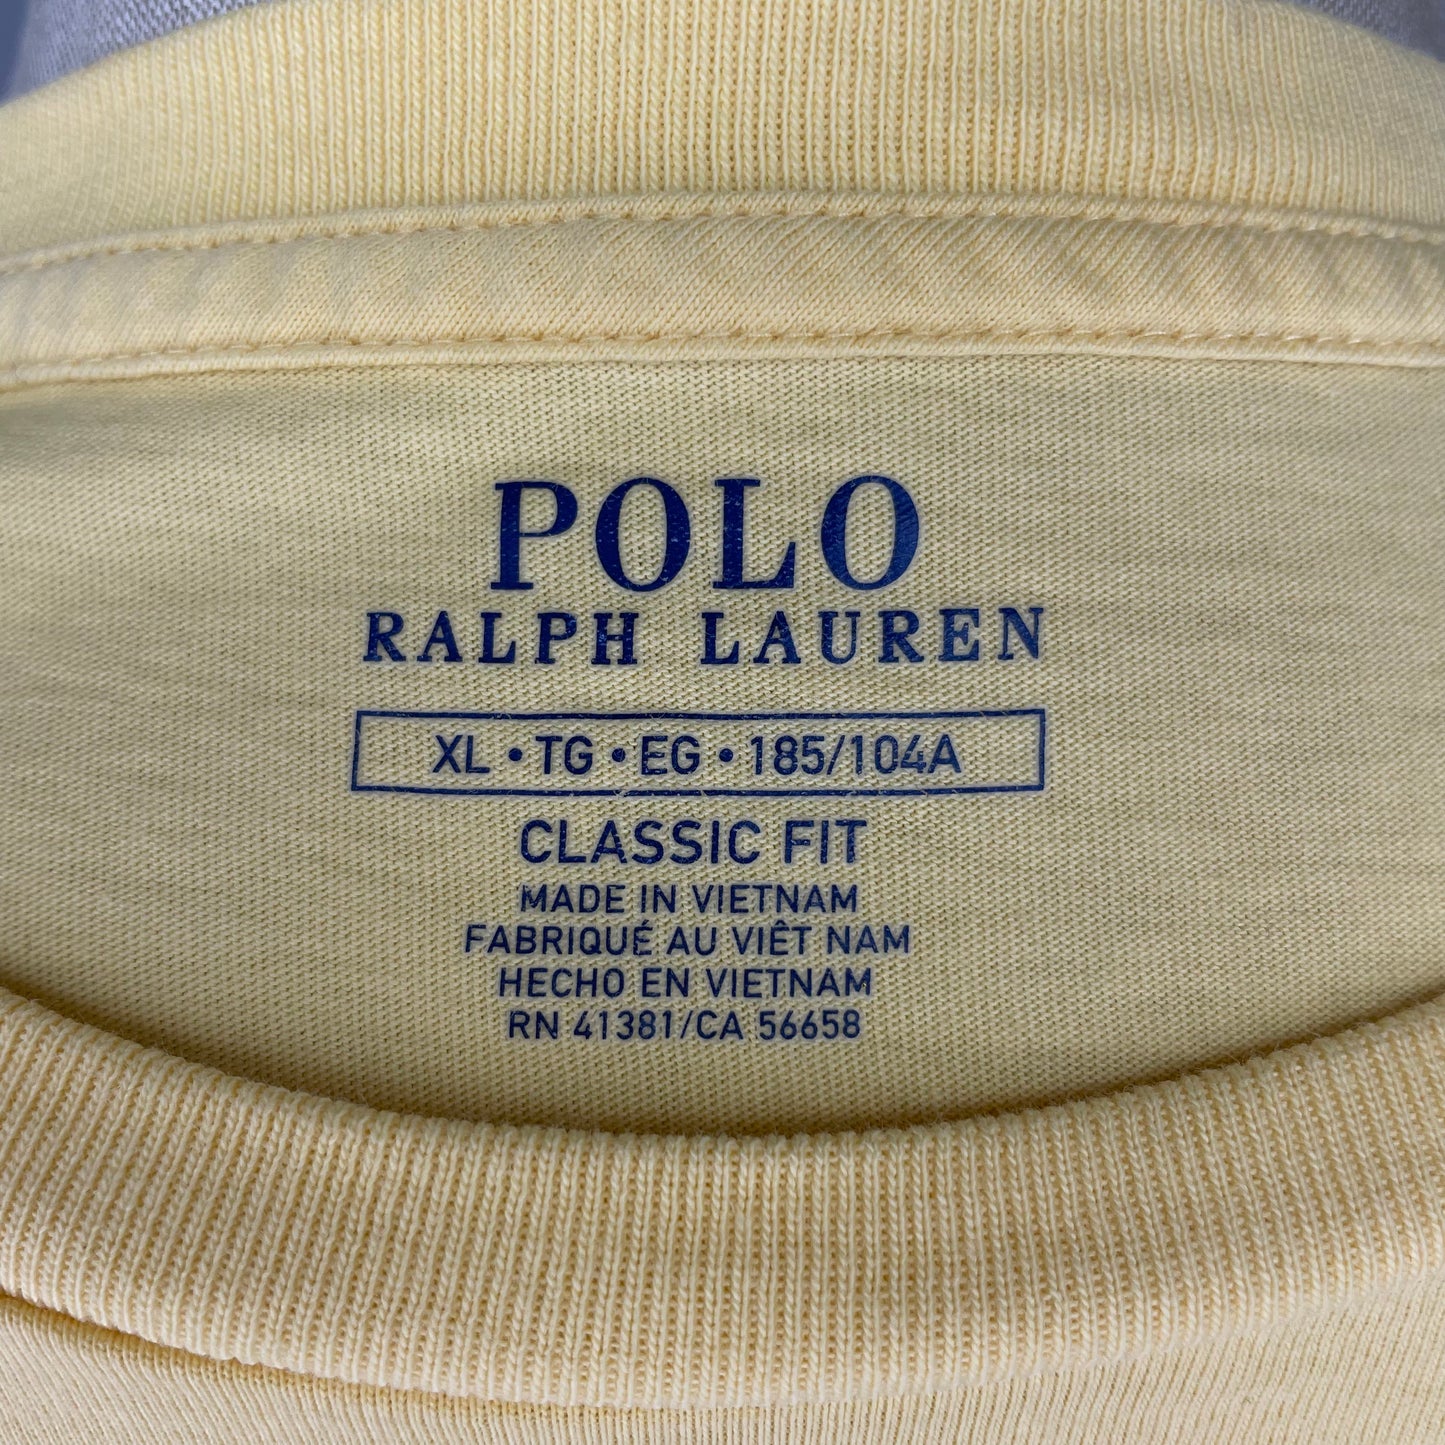 POLO
RALPH LAUREN
XL • TG • EG • 185/104A
CLASSIC FIT
MADE IN VIETNAM
FABRIQUÉ AU VIÊT NAM
HECHO EN VIETNAM
RN 41381/CA 56658